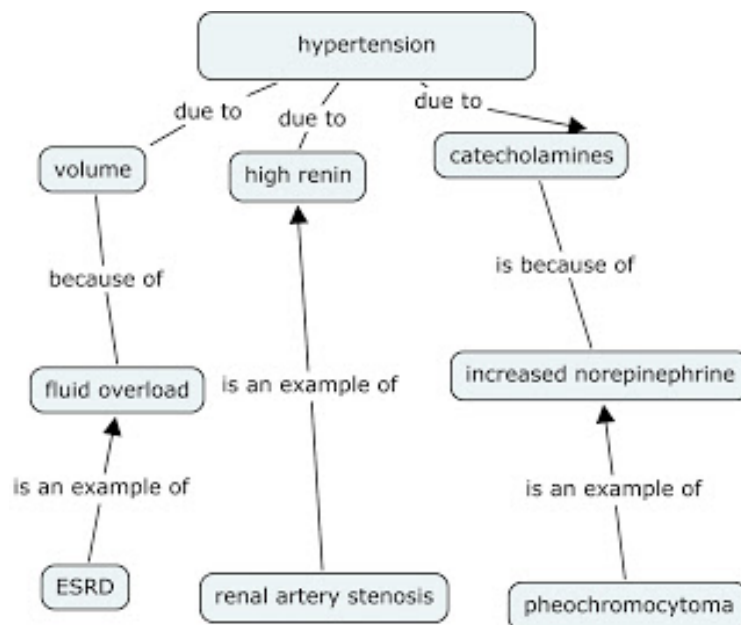 hypertension
due to
due to
due to
volume
high renin
catecholamines
because of
is because of
fluid overload
is an example of
increased norepinephrine
is an example of
is an example of
ESRD
renal artery stenosis
pheochromocytoma